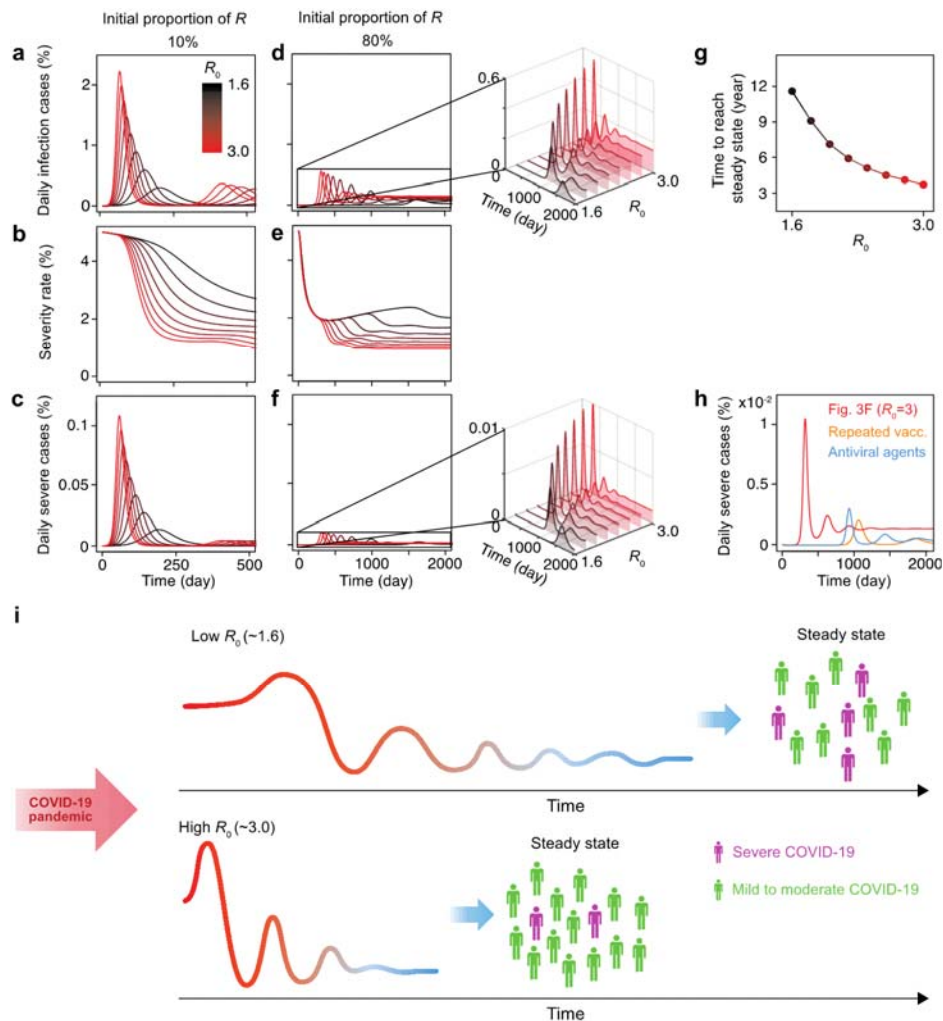 Initial proportion of R
10%
Initial proportion of R
80%
a
Daily infection cases (%)
2
1
0
R₀
1.6
3.0
d
0.6
0
0
1000
2000
Time (day)
1.6
R₀
3.0
g
Time to reach
steady state (year)
12
9
6
3
1.6
3.0
R₀
b
Severity rate (%)
4
2
0
0
250
500
e
0
1000
2000
c
Daily severe cases (%)
0.1
0.05
0
0
250
500
Time (day)
f
0
1000
2000
Time (day)
0.01
0
0
1000
2000
Time (day)
1.6
R₀
3.0
h
x10⁻²
Daily severe cases (%)
1
0.5
0
0
1000
2000
Time (day)
Fig. 3F (R₀=3)
Repeated vacc.
Antiviral agents
i
COVID-19
pandemic
Low R₀ (~1.6)
Steady state
Time
High R₀ (~3.0)
Steady state
Time
Severe COVID-19
Mild to moderate COVID-19